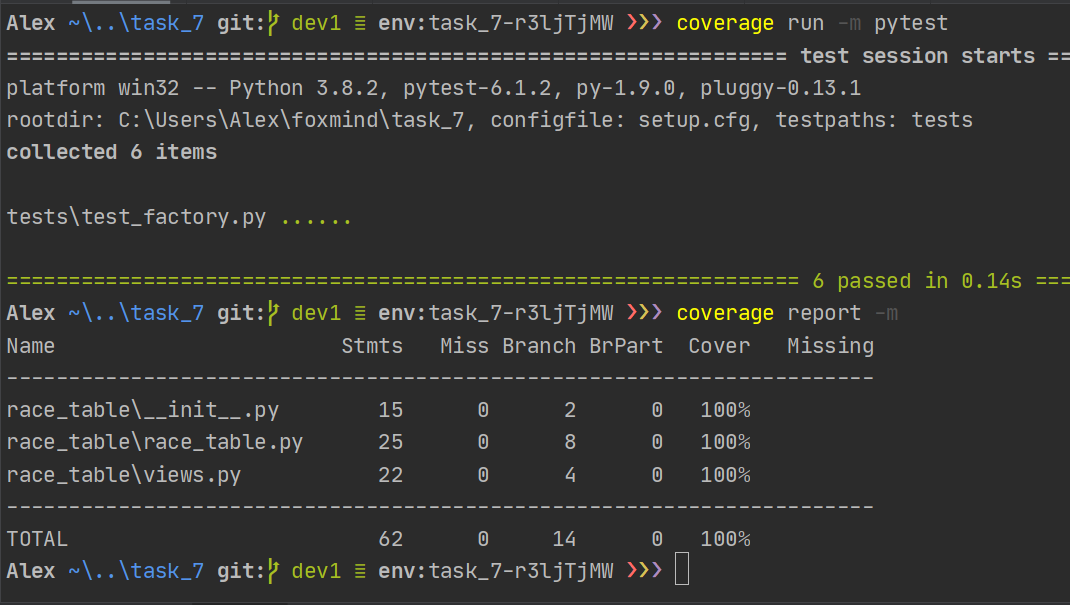 Alex ~\..\task_7 git: dev1 ≡ env:task_7-r3ljTjMW ❯❯❯ coverage run -m pytest
=============================================================== test session starts ==
platform win32 -- Python 3.8.2, pytest-6.1.2, py-1.9.0, pluggy-0.13.1
rootdir: C:\Users\Alex\foxmind\task_7, configfile: setup.cfg, testpaths: tests
collected 6 items
tests\test_factory.py ......
================================================================ 6 passed in 0.14s ===
Alex ~\..\task_7 git: dev1 ≡ env:task_7-r3ljTjMW ❯❯❯ coverage report -m
Name                       Stmts   Miss Branch BrPart  Cover   Missing
----------------------------------------------------------------------
race_table\__init__.py        15      0      2      0   100%
race_table\race_table.py      25      0      8      0   100%
race_table\views.py           22      0      4      0   100%
----------------------------------------------------------------------
TOTAL                         62      0     14      0   100%
Alex ~\..\task_7 git: dev1 ≡ env:task_7-r3ljTjMW ❯❯❯